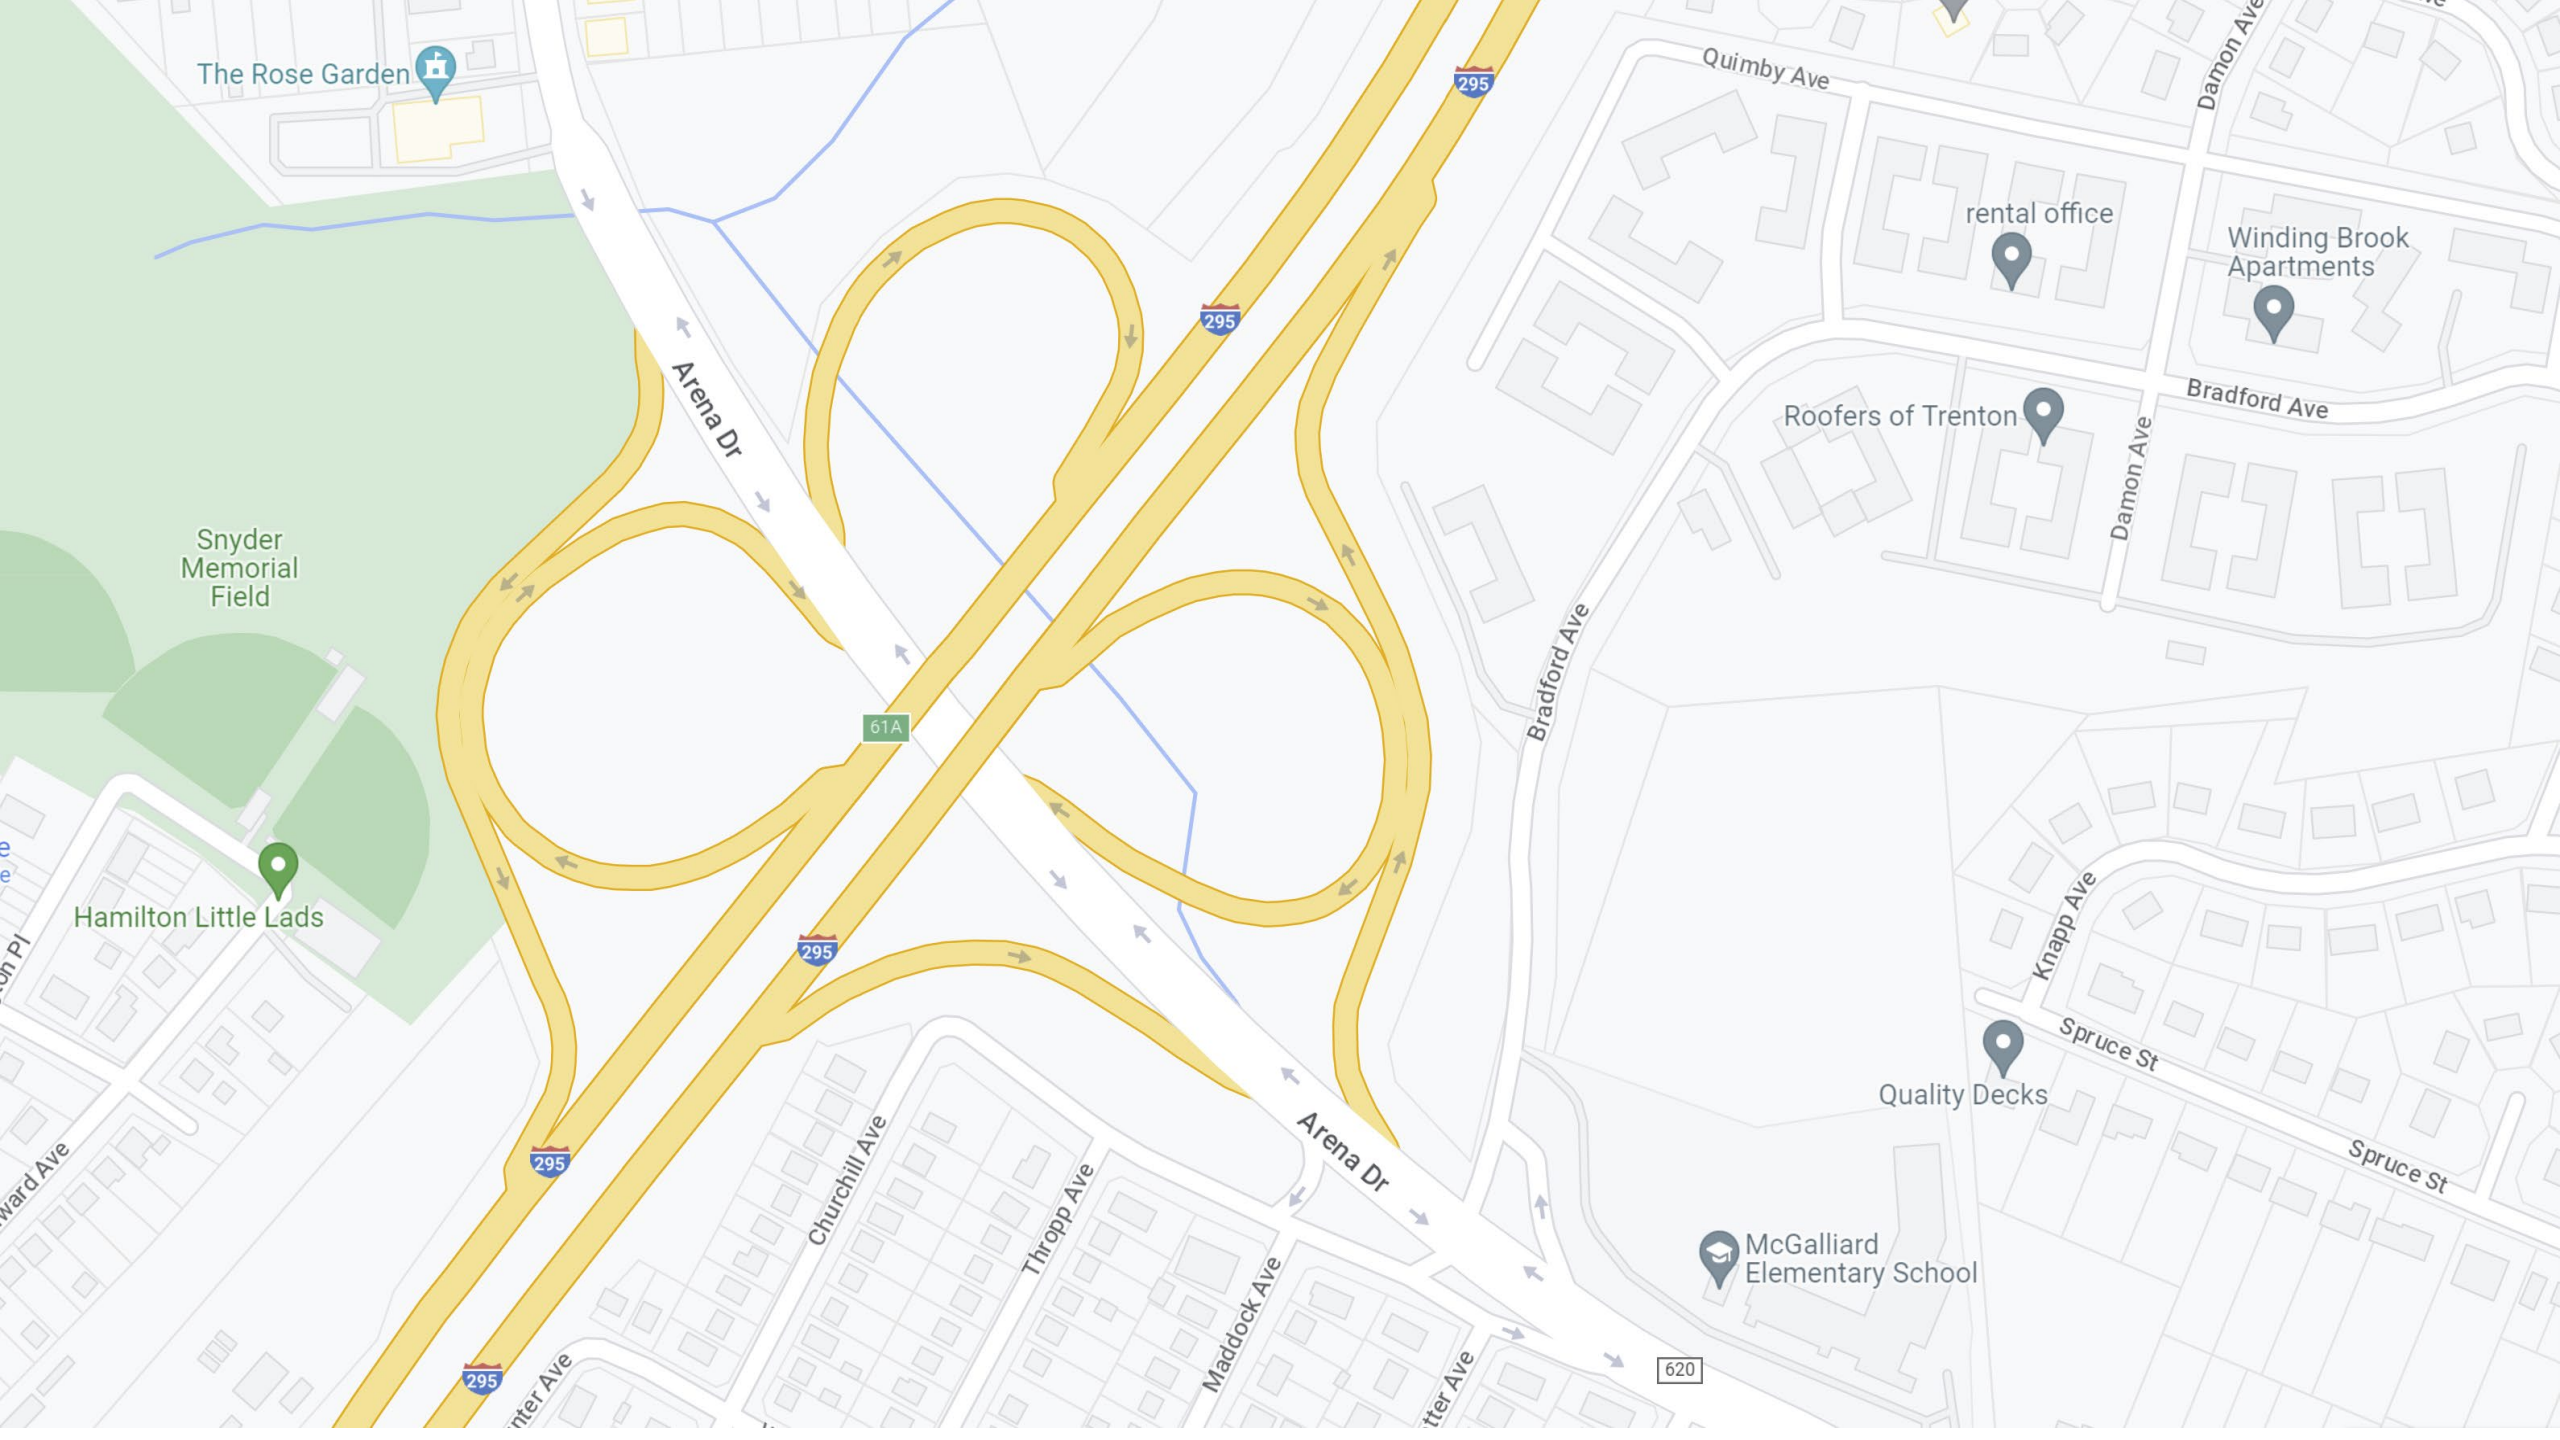 The Rose Garden
295
Quimby Ave
Damon Ave
rental office
Winding Brook
Apartments
295
Arena Dr
Roofers of Trenton
Bradford Ave
Damon Ave
Snyder
Memorial
Field
Bradford Ave
61A
Hamilton Little Lads
295
Knapp Ave
Spruce St
Quality Decks
Spruce St
295
Arena Dr
Churchill Ave
Thropp Ave
McGalliard
Elementary School
Maddock Ave
620
295